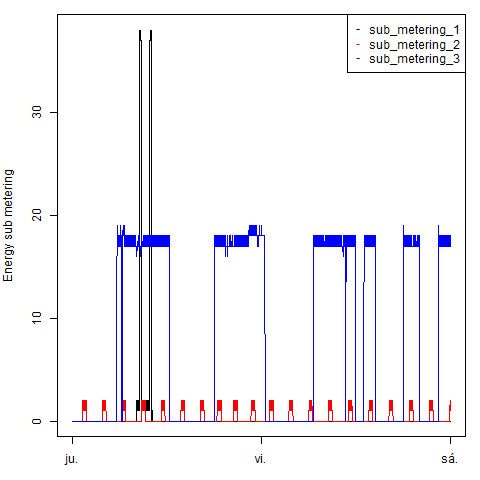 sub_metering_1
sub_metering_2
sub_metering_3
Energy sub metering
0
10
20
30
ju.
vi.
sá.